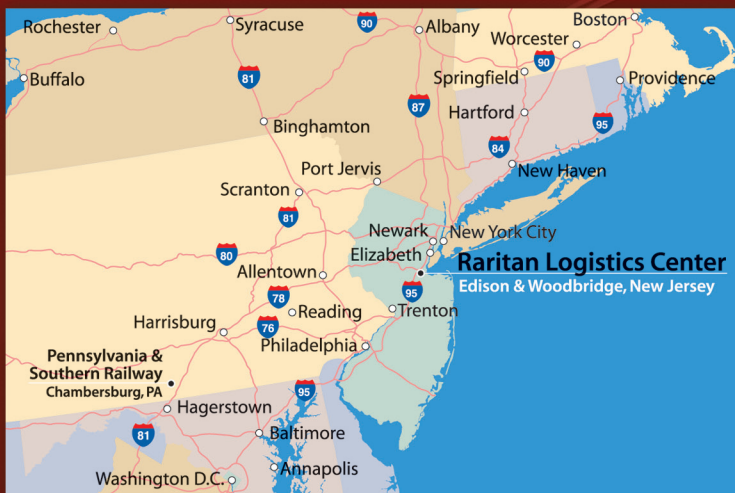 Rochester
Syracuse
90
Albany
Boston
Worcester
90
Buffalo
81
Springfield
Providence
87
Hartford
95
Binghamton
84
Port Jervis
New Haven
Scranton
81
Newark
New York City
80
Elizabeth
Raritan Logistics Center
Edison & Woodbridge, New Jersey
Allentown
78
95
Reading
Trenton
Harrisburg
76
Philadelphia
Pennsylvania &
Southern Railway
Chambersburg, PA
95
Hagerstown
81
Baltimore
Annapolis
Washington D.C.